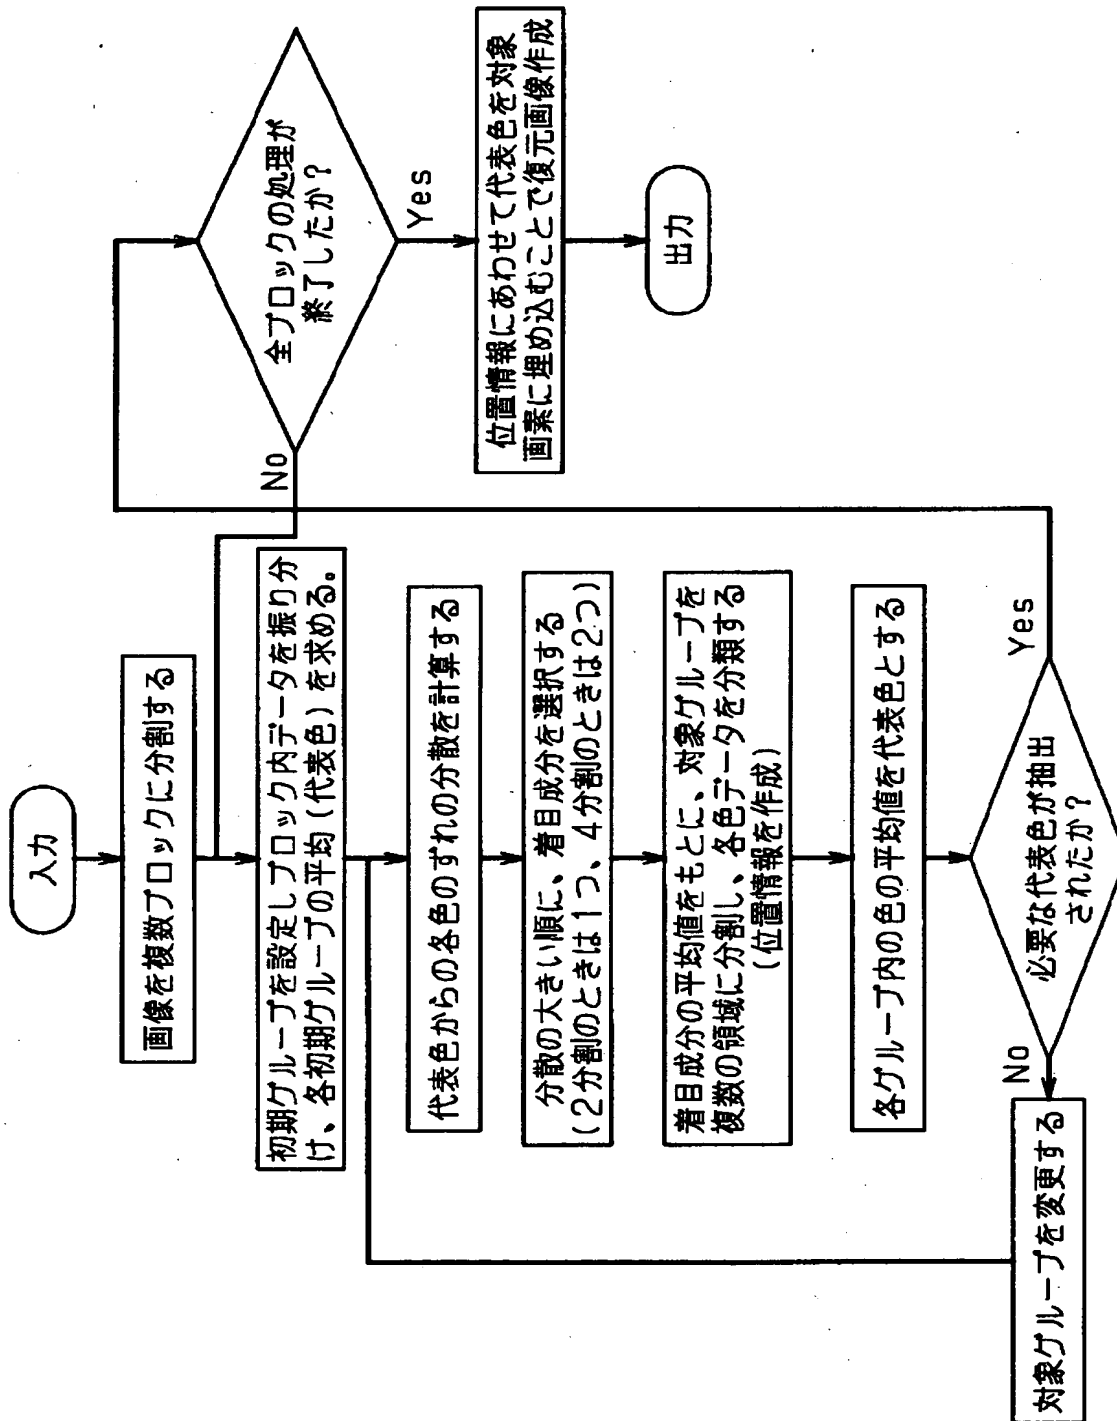 入力
画像を複数ブロックに分割する
初期グループを設定しブロック内データを振り分
け、各初期グループの平均(代表色)を求める。
代表色からの各色のずれの分散を計算する
分散の大きい順に、着目成分を選択する
(2分割のときは1つ、4分割のときは2つ)
着目成分の平均値をもとに、対象グループを
複数の領域に分割し、各色データを分類する
(位置情報を作成)
各グループ内の色の平均値を代表色とする
必要な代表色が抽出
されたか?
No
Yes
対象グループを変更する
全ブロックの処理が
終了したか?
No
Yes
位置情報にあわせて代表色を対象
画素に埋め込むことで復元画像作成
出力